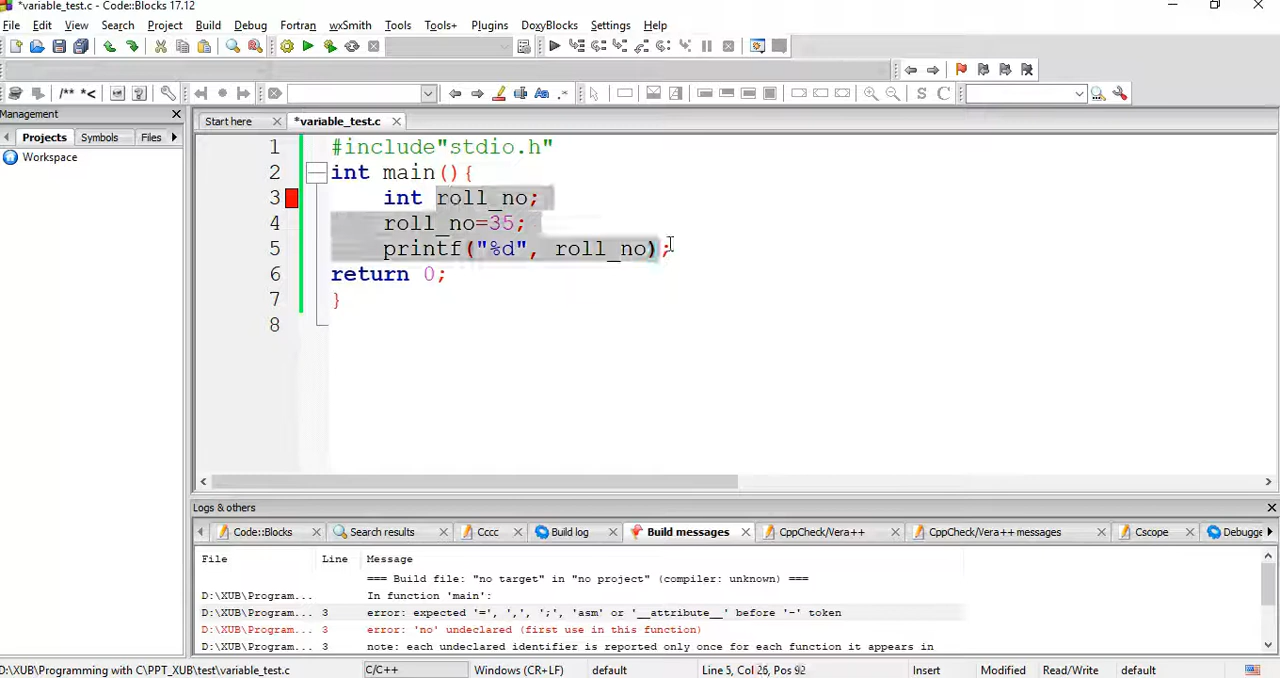 *variable_test.c - Code::Blocks 17.12
File Edit View Search Project Build Debug Fortran wxSmith Tools Tools+ Plugins DoxyBlocks Settings Help
/** *<
S C
Management
Start here *variable_test.c
Projects Symbols Files
Workspace
1 #include"stdio.h"
2 int main(){
3 int roll_no;
4 roll_no=35;
5 printf("%d", roll_no);
6 return 0;
7 }
8
Logs & others
Code::Blocks Search results Cccc Build log Build messages CppCheck/Vera++ CppCheck/Vera++ messages Cscope Debugge
File Line Message
=== Build file: "no target" in "no project" (compiler: unknown) ===
D:\XUB\Program... In function 'main':
D:\XUB\Program... 3 error: expected '=', ',', ';', 'asm' or '__attribute__' before '-' token
D:\XUB\Program... 3 error: 'no' undeclared (first use in this function)
D:\XUB\Program... 3 note: each undeclared identifier is reported only once for each function it appears in
D:\XUB\Programming with C\PPT_XUB\test\variable_test.c C/C++ Windows (CR+LF) default Line 5, Col 26, Pos 92 Insert Modified Read/Write default